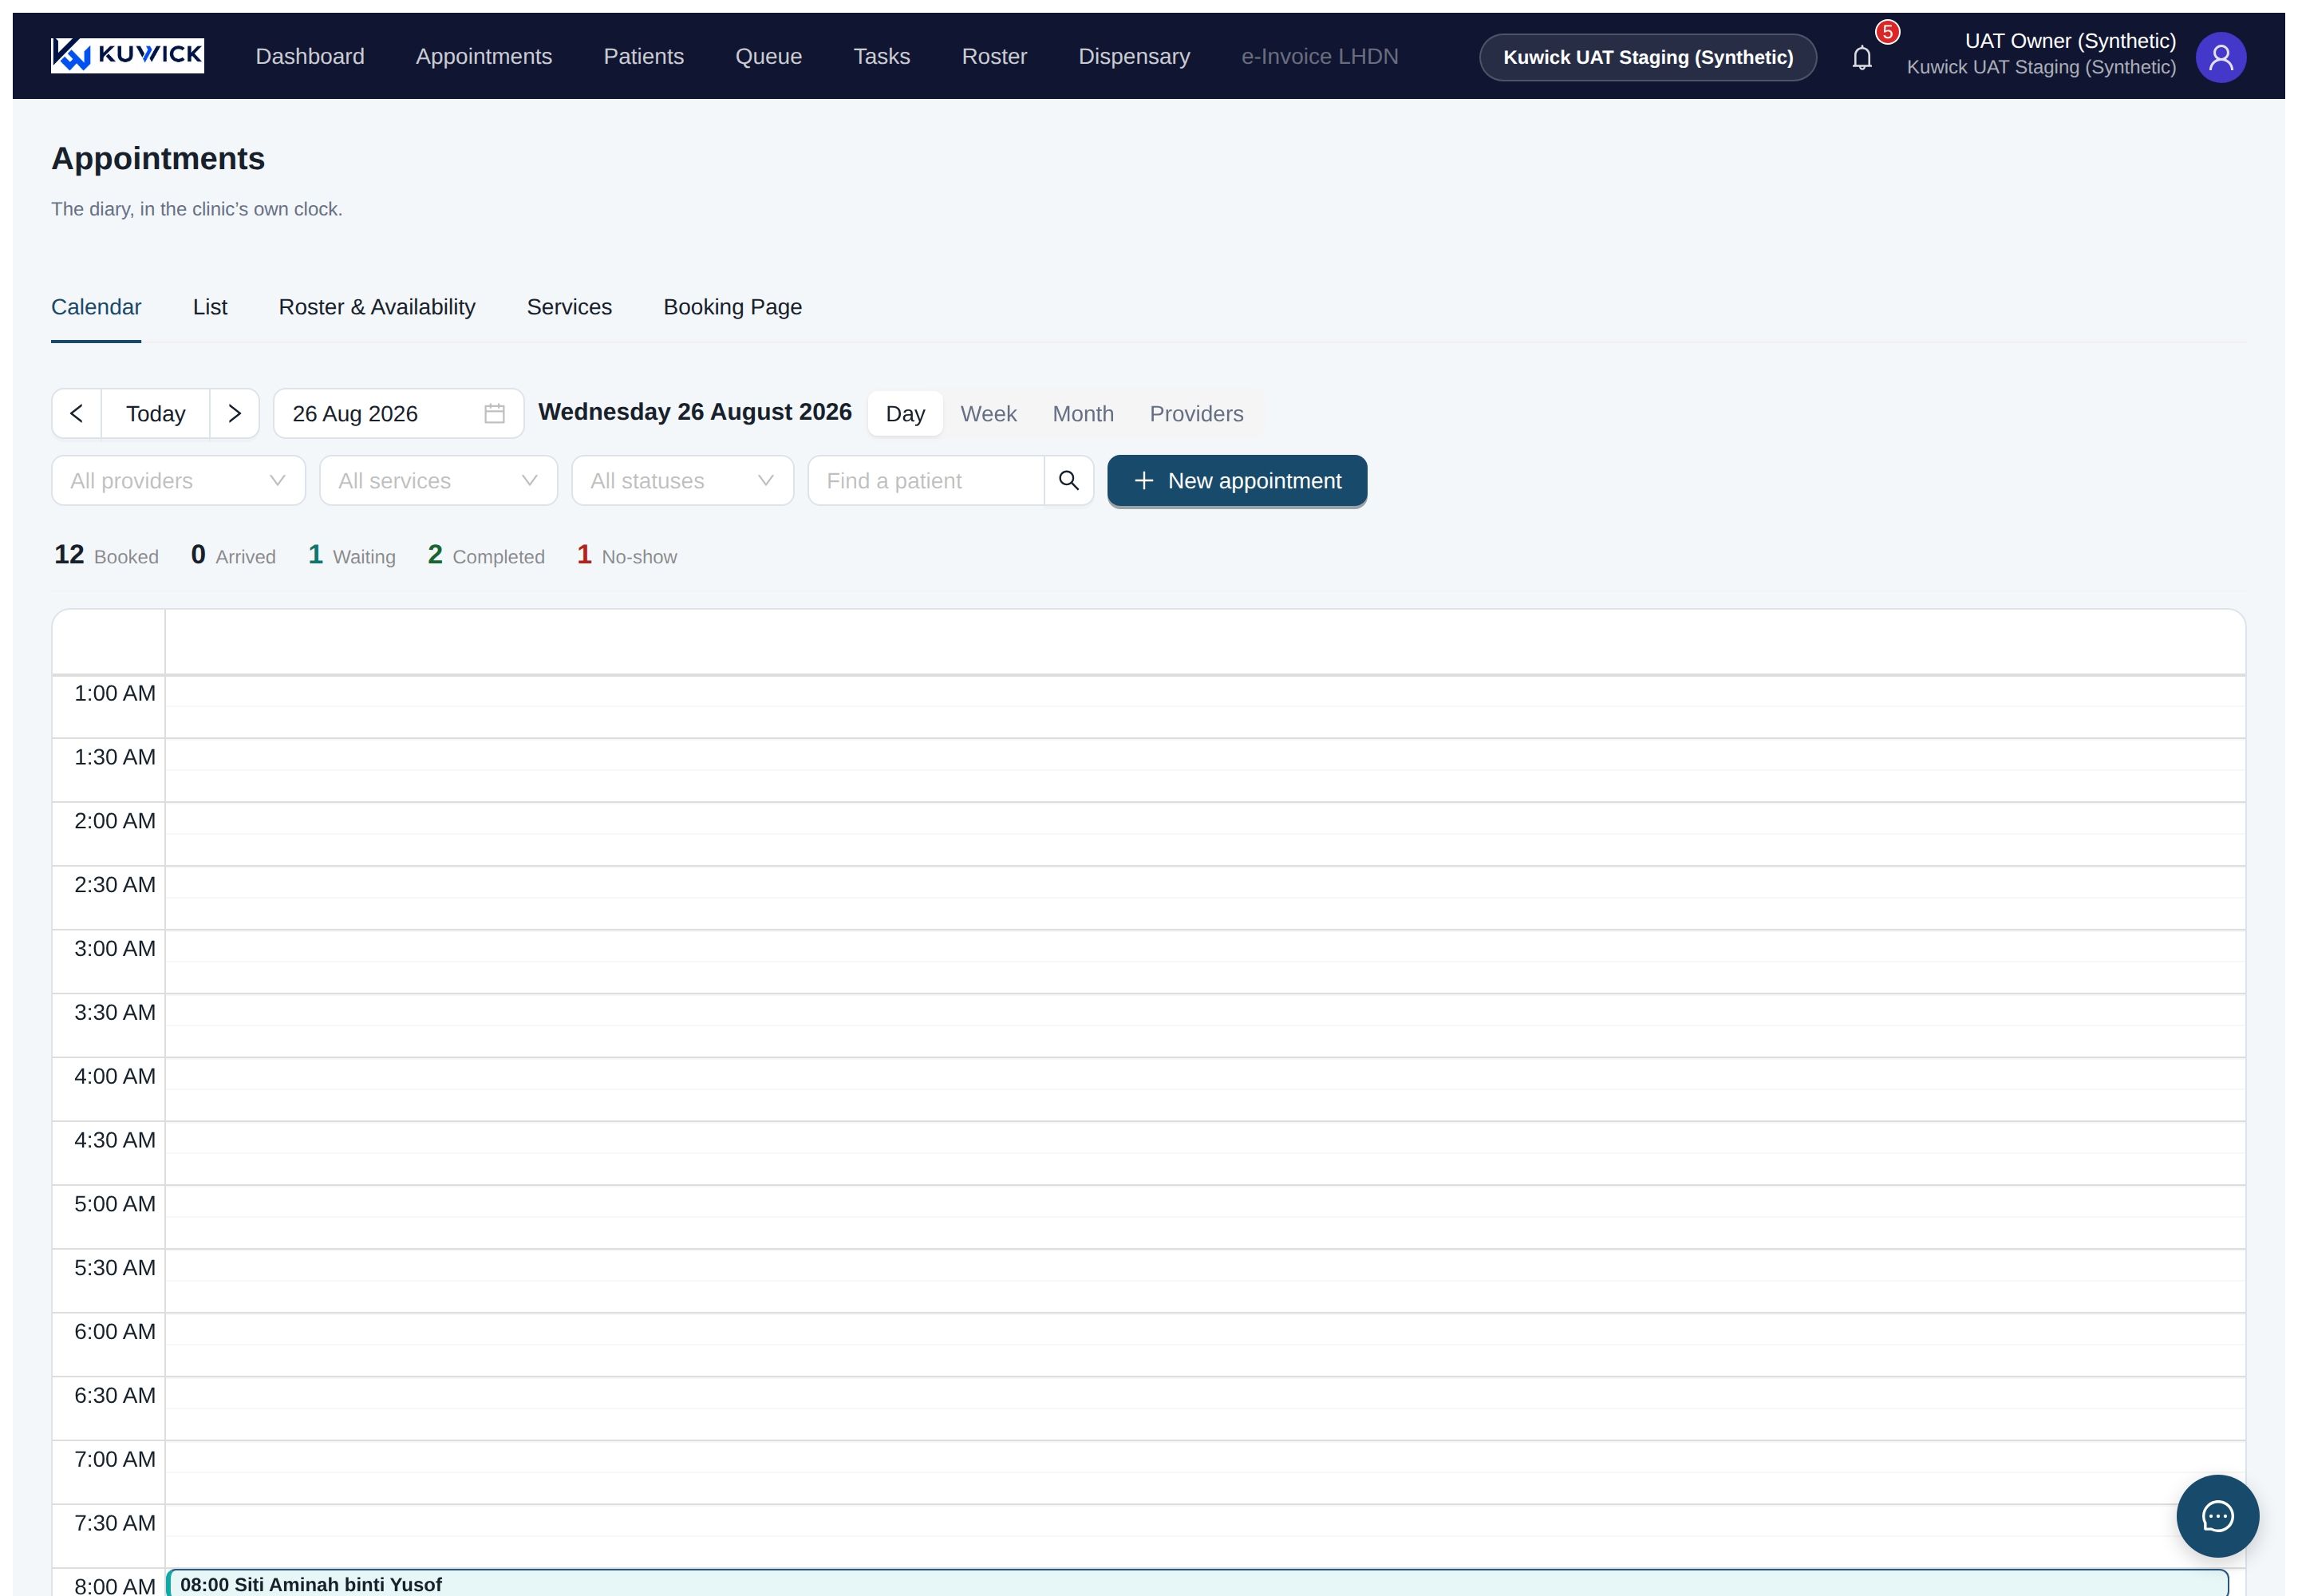 KUWICK
Dashboard Appointments Patients Queue Tasks Roster Dispensary e-Invoice LHDN
Kuwick UAT Staging (Synthetic)
5
UAT Owner (Synthetic)
Kuwick UAT Staging (Synthetic)
Appointments
The diary, in the clinic’s own clock.
Calendar List Roster & Availability Services Booking Page
Today 26 Aug 2026 Wednesday 26 August 2026 Day Week Month Providers
All providers All services All statuses Find a patient New appointment
12 Booked 0 Arrived 1 Waiting 2 Completed 1 No-show
1:00 AM
1:30 AM
2:00 AM
2:30 AM
3:00 AM
3:30 AM
4:00 AM
4:30 AM
5:00 AM
5:30 AM
6:00 AM
6:30 AM
7:00 AM
7:30 AM
8:00 AM 08:00 Siti Aminah binti Yusof